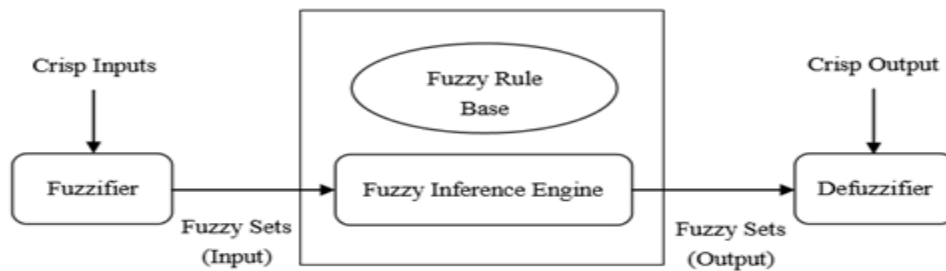 Crisp Inputs
Fuzzy Rule
Base
Crisp Output
Fuzzifier
Fuzzy Inference Engine
Defuzzifier
Fuzzy Sets
(Input)
Fuzzy Sets
(Output)